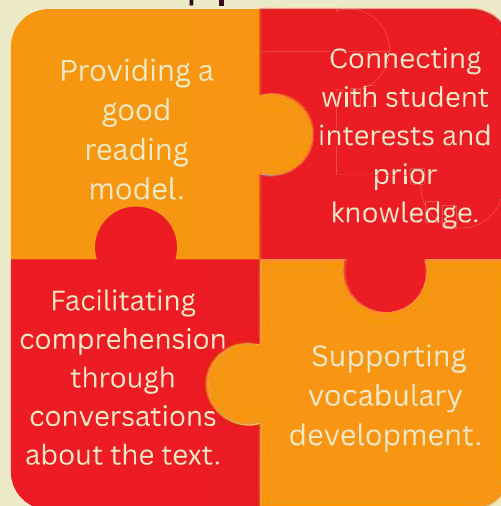 Providing a
good
reading
model.
Connecting
with student
interests and
prior
knowledge.
Facilitating
comprehension
through
conversations
about the text.
Supporting
vocabulary
development.